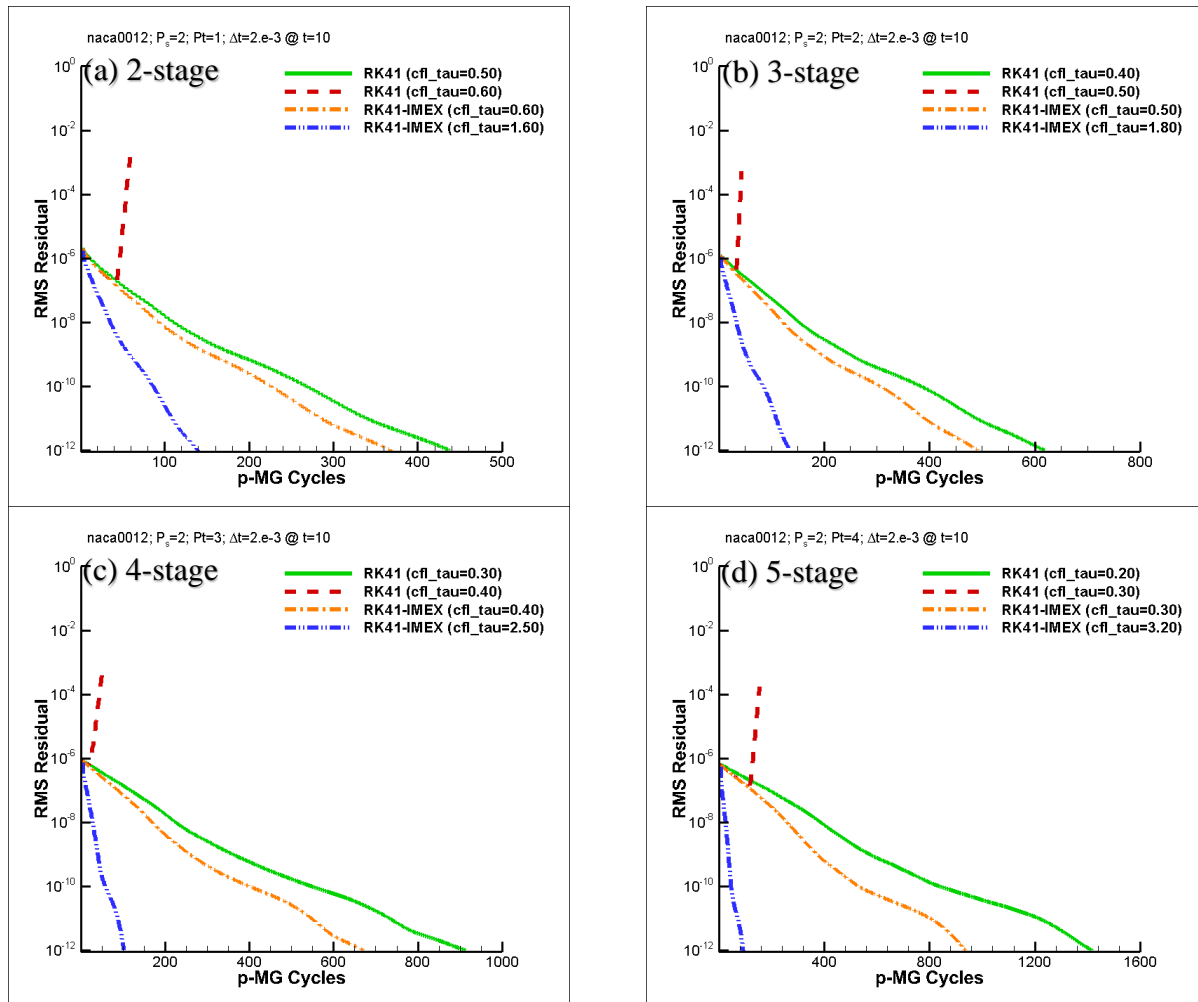 naca0012; Pₛ=2; Pt=1; Δt=2.e-3 @ t=10
(a) 2-stage
RK41 (cfl_tau=0.50)
RK41 (cfl_tau=0.60)
RK41-IMEX (cfl_tau=0.60)
RK41-IMEX (cfl_tau=1.60)
RMS Residual
10⁰
10⁻²
10⁻⁴
10⁻⁶
10⁻⁸
10⁻¹⁰
10⁻¹²
100 200 300 400 500
p-MG Cycles
naca0012; Pₛ=2; Pt=2; Δt=2.e-3 @ t=10
(b) 3-stage
RK41 (cfl_tau=0.40)
RK41 (cfl_tau=0.50)
RK41-IMEX (cfl_tau=0.50)
RK41-IMEX (cfl_tau=1.80)
RMS Residual
10⁰
10⁻²
10⁻⁴
10⁻⁶
10⁻⁸
10⁻¹⁰
10⁻¹²
200 400 600 800
p-MG Cycles
naca0012; Pₛ=2; Pt=3; Δt=2.e-3 @ t=10
(c) 4-stage
RK41 (cfl_tau=0.30)
RK41 (cfl_tau=0.40)
RK41-IMEX (cfl_tau=0.40)
RK41-IMEX (cfl_tau=2.50)
RMS Residual
10⁰
10⁻²
10⁻⁴
10⁻⁶
10⁻⁸
10⁻¹⁰
10⁻¹²
200 400 600 800 1000
p-MG Cycles
naca0012; Pₛ=2; Pt=4; Δt=2.e-3 @ t=10
(d) 5-stage
RK41 (cfl_tau=0.20)
RK41 (cfl_tau=0.30)
RK41-IMEX (cfl_tau=0.30)
RK41-IMEX (cfl_tau=3.20)
RMS Residual
10⁰
10⁻²
10⁻⁴
10⁻⁶
10⁻⁸
10⁻¹⁰
10⁻¹²
400 800 1200 1600
p-MG Cycles